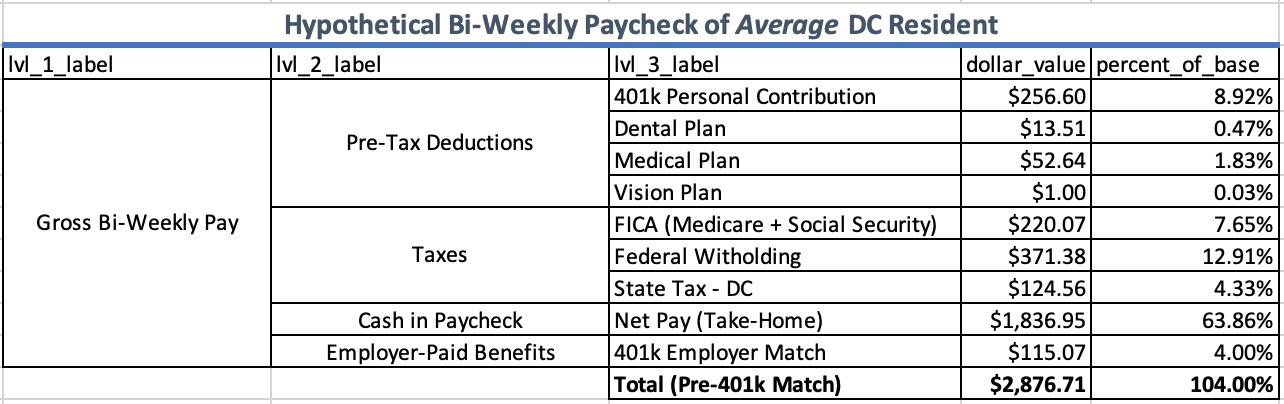 Hypothetical Bi-Weekly Paycheck of Average DC Resident
lvl_1_label lvl_2_label lvl_3_label dollar_value percent_of_base
Gross Bi-Weekly Pay
Pre-Tax Deductions
401k Personal Contribution $256.60 8.92%
Dental Plan $13.51 0.47%
Medical Plan $52.64 1.83%
Vision Plan $1.00 0.03%
Taxes
FICA (Medicare + Social Security) $220.07 7.65%
Federal Witholding $371.38 12.91%
State Tax - DC $124.56 4.33%
Cash in Paycheck Net Pay (Take-Home) $1,836.95 63.86%
Employer-Paid Benefits 401k Employer Match $115.07 4.00%
Total (Pre-401k Match) $2,876.71 104.00%